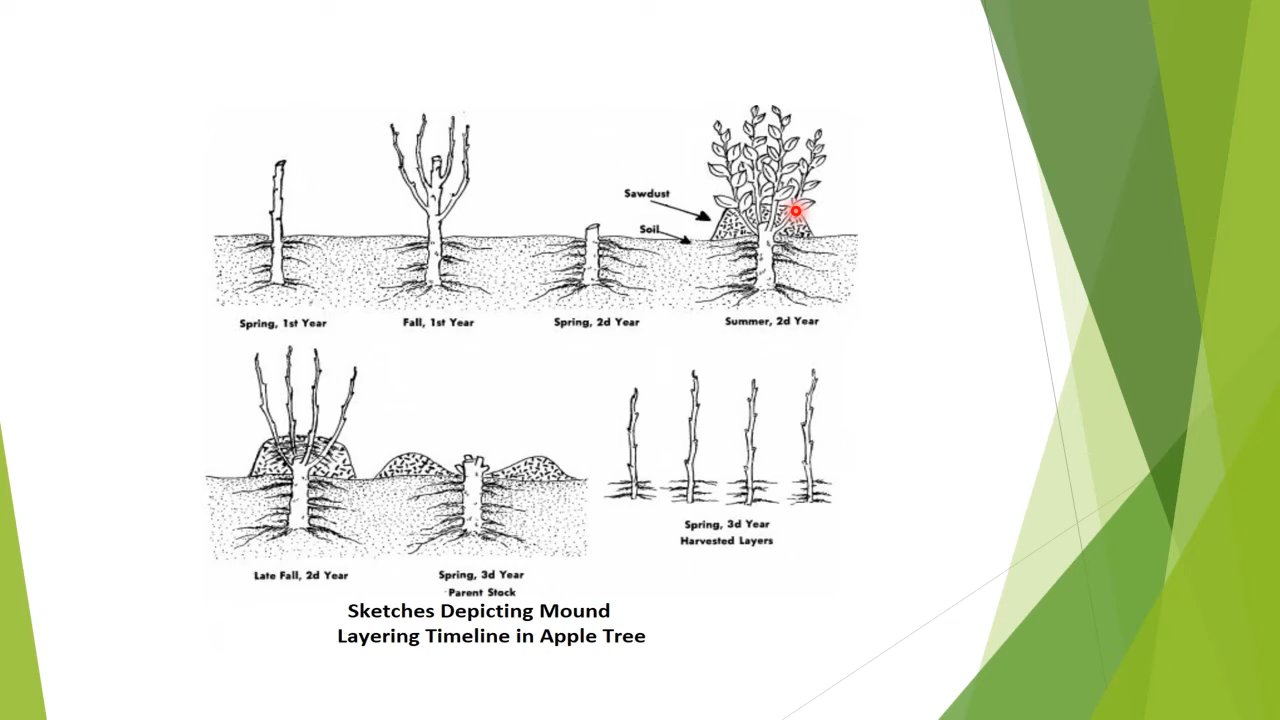 Sawdust
Soil
Spring, 1st Year
Fall, 1st Year
Spring, 2d Year
Summer, 2d Year
Late Fall, 2d Year
Spring, 3d Year
Parent Stock
Spring, 3d Year
Harvested Layers
Sketches Depicting Mound
Layering Timeline in Apple Tree